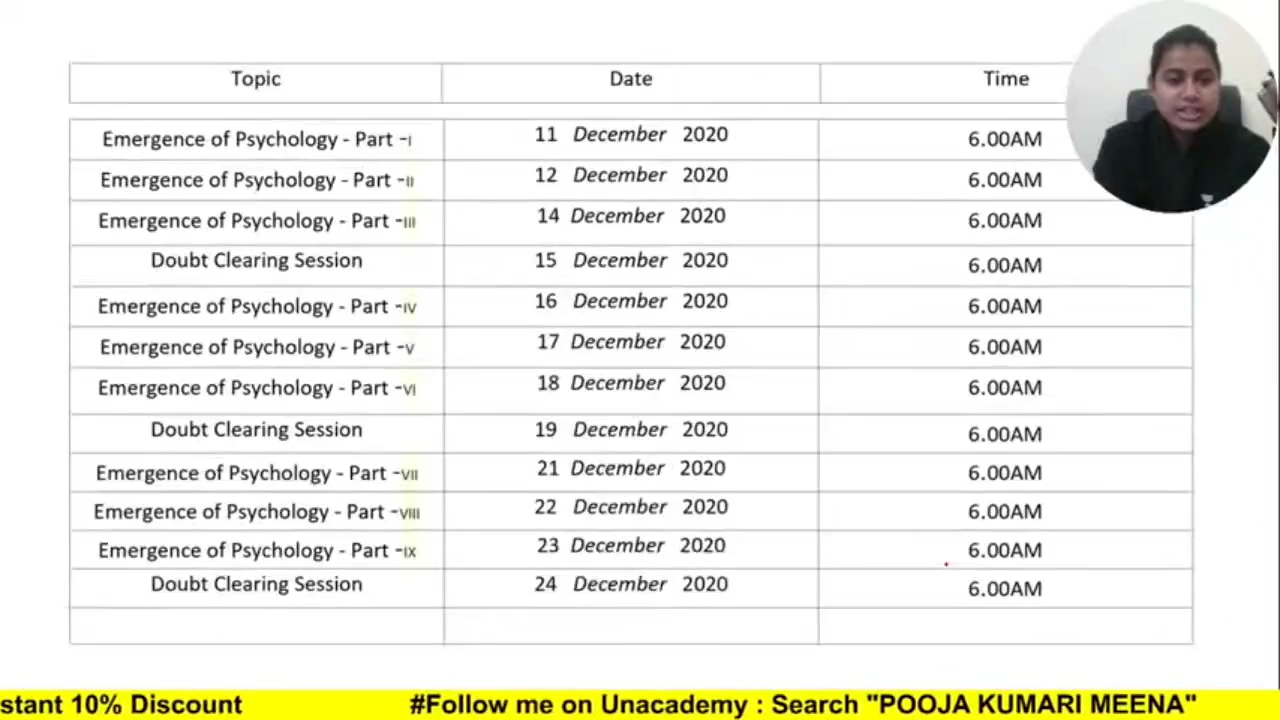 Topic Date Time
Emergence of Psychology - Part -I 11 December 2020 6.00AM
Emergence of Psychology - Part -II 12 December 2020 6.00AM
Emergence of Psychology - Part -III 14 December 2020 6.00AM
Doubt Clearing Session 15 December 2020 6.00AM
Emergence of Psychology - Part -IV 16 December 2020 6.00AM
Emergence of Psychology - Part -V 17 December 2020 6.00AM
Emergence of Psychology - Part -VI 18 December 2020 6.00AM
Doubt Clearing Session 19 December 2020 6.00AM
Emergence of Psychology - Part -VII 21 December 2020 6.00AM
Emergence of Psychology - Part -VIII 22 December 2020 6.00AM
Emergence of Psychology - Part -IX 23 December 2020 6.00AM
Doubt Clearing Session 24 December 2020 6.00AM
stant 10% Discount #Follow me on Unacademy : Search "POOJA KUMARI MEENA"